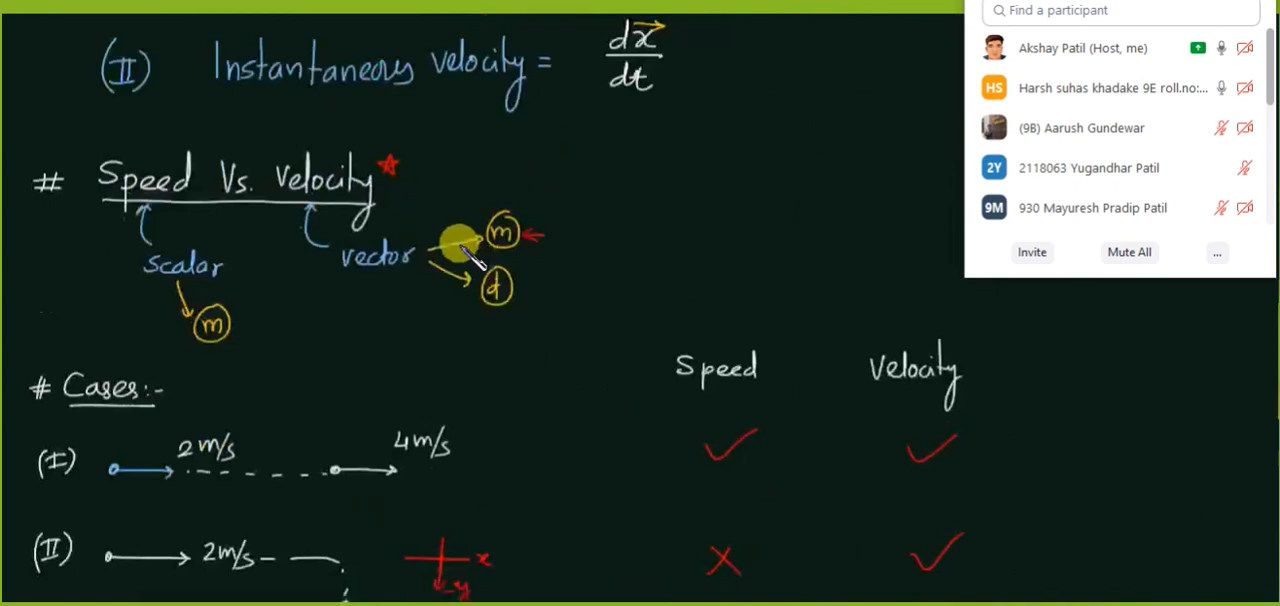 (II) Instantaneous velocity = dx/dt
# Speed Vs. Velocity
scalar
vector
m
d
m
# Cases:-
Speed Velocity
(I) 2m/s 4m/s
(II) 2m/s
x
-y
Find a participant
Akshay Patil (Host, me)
HS Harsh suhas khadake 9E roll.no:...
(9B) Aarush Gundewar
2Y 2118063 Yugandhar Patil
9M 930 Mayuresh Pradip Patil
Invite Mute All ...